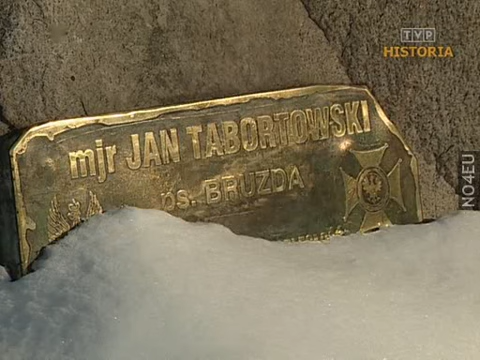 TVP
HISTORIA
mjr JAN TABORTOWSKI
ps. BRUZDA
NO4EU